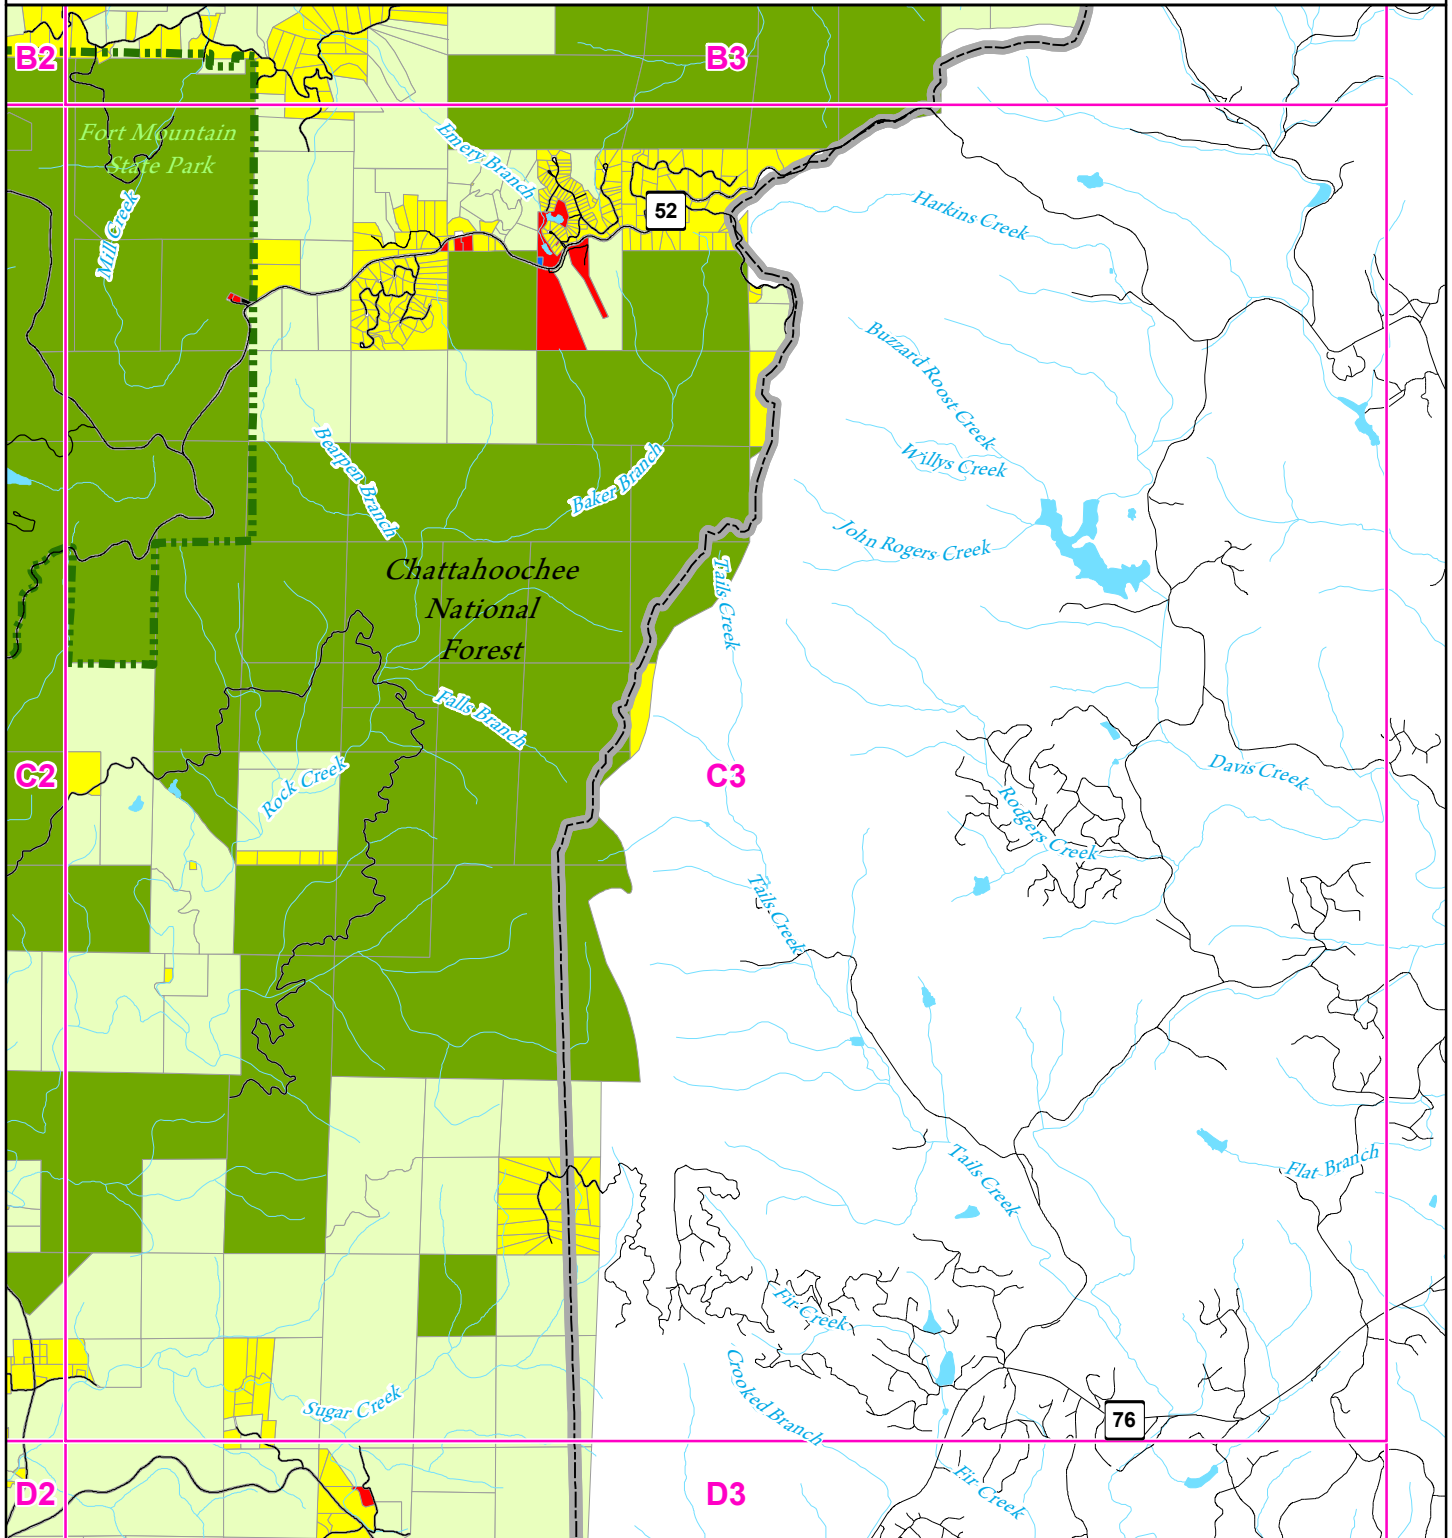 B2
B3
Fort Mountain
State Park
Emery Branch
52
Mill Creek
Harkins Creek
Buzzard Roost Creek
Willys Creek
Bearpen Branch
Baker Branch
John Rogers Creek
Chattahoochee
National
Forest
Tails Creek
Falls Branch
C2
Rock Creek
C3
Davis Creek
Rodgers Creek
Tails Creek
Tails Creek
Flat Branch
Fir Creek
Crooked Branch
Sugar Creek
76
D2
D3
Fir Creek